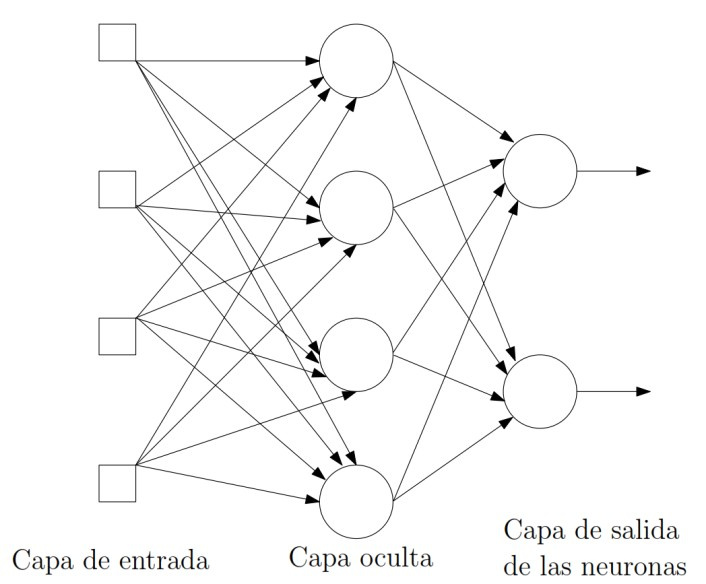 Capa de entrada
Capa oculta
Capa de salida
de las neuronas